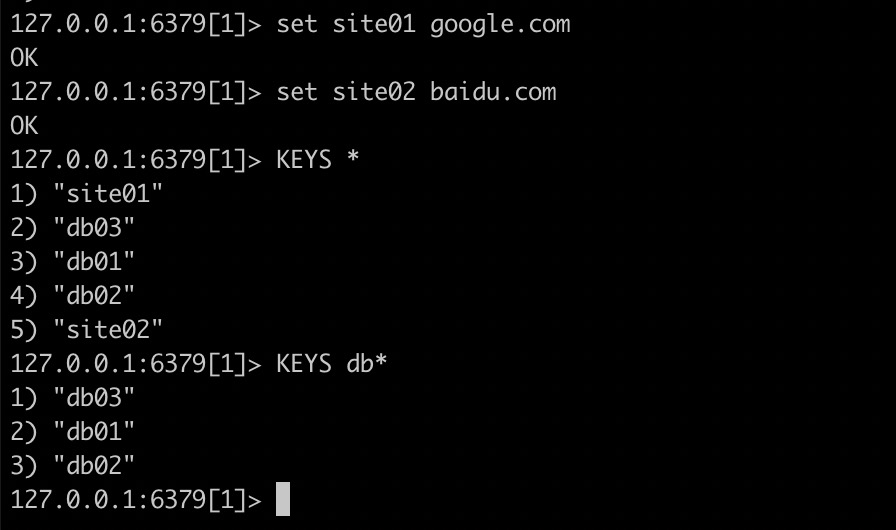 127.0.0.1:6379[1]> set site01 google.com
OK
127.0.0.1:6379[1]> set site02 baidu.com
OK
127.0.0.1:6379[1]> KEYS *
1) "site01"
2) "db03"
3) "db01"
4) "db02"
5) "site02"
127.0.0.1:6379[1]> KEYS db*
1) "db03"
2) "db01"
3) "db02"
127.0.0.1:6379[1]>